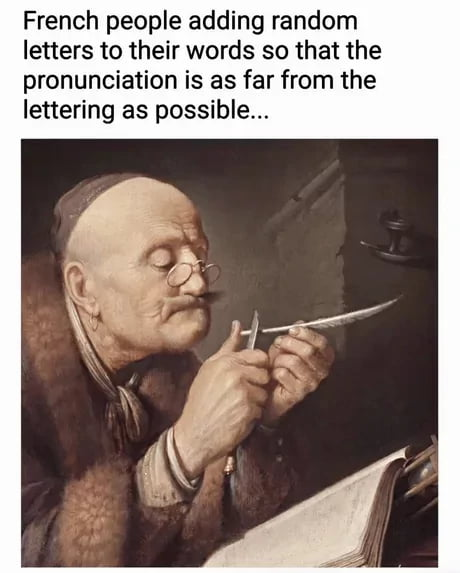 French people adding random
letters to their words so that the
pronunciation is as far from the
lettering as possible...